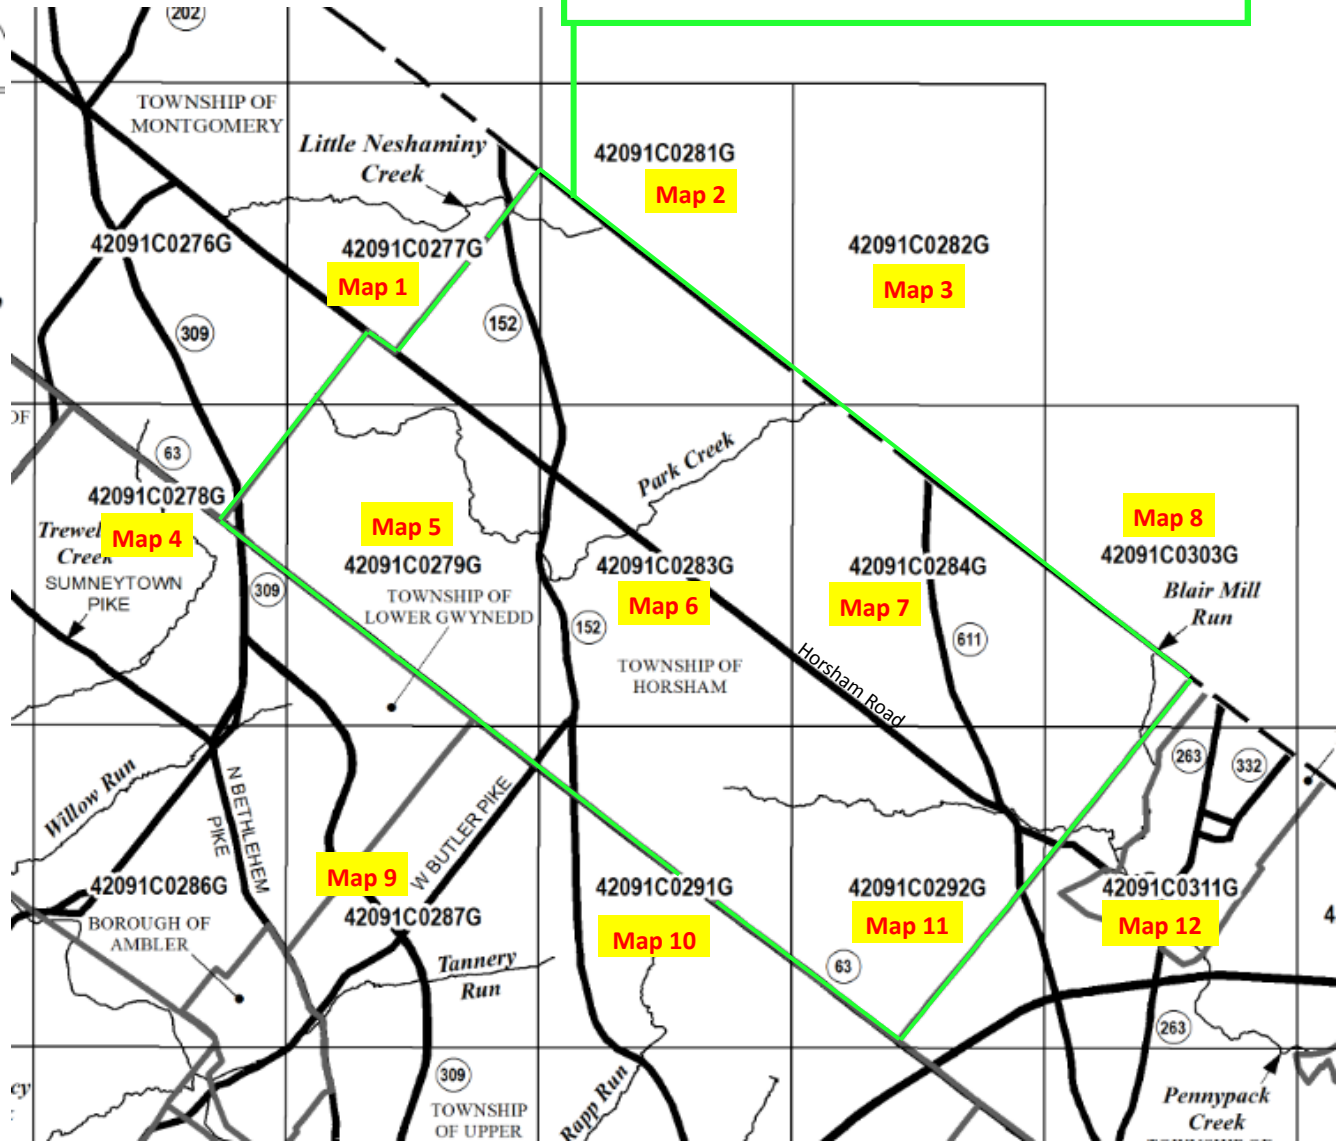 202
TOWNSHIP OF
MONTGOMERY
Little Neshaminy
Creek
42091C0281G
Map 2
42091C0276G
42091C0277G
Map 1
42091C0282G
Map 3
309
152
OF
63
Park Creek
42091C0278G
Map 4
Creek
SUMNEYTOWN
PIKE
Map 5
42091C0279G
TOWNSHIP OF
LOWER GWYNEDD
309
42091C0283G
Map 6
152
TOWNSHIP OF
HORSHAM
42091C0284G
Map 7
611
Horsham Road
Map 8
42091C0303G
Blair Mill
Run
263
332
Willow Run
N BETHLEHEM
PIKE
W BUTLER PIKE
42091C0286G
BOROUGH OF
AMBLER
Map 9
42091C0287G
Tannery
Run
42091C0291G
Map 10
42091C0292G
Map 11
63
42091C0311G
Map 12
4
263
309
TOWNSHIP
OF UPPER
Rapp Run
Pennypack
Creek